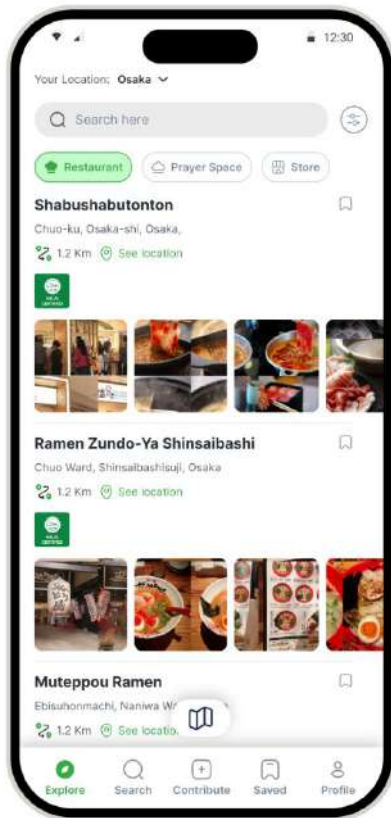 12:30
Your Location: Osaka
Search here
Restaurant
Prayer Space
Store
Shabushabutonton
Chuo-ku, Osaka-shi, Osaka,
1.2 Km See location
Ramen Zundo-Ya Shinsaibashi
Chuo Ward, Shinsaibashisuji, Osaka
1.2 Km See location
Muteppou Ramen
Ebisuhonmachi, Naniwa
1.2 Km See
Explore
Search
Contribute
Saved
Profile